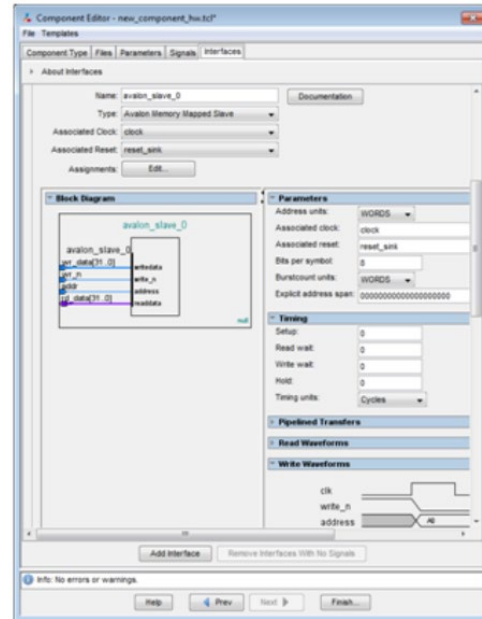 Component Editor - new_component_hw.tcl*
File Templates
Component Type Files Parameters Signals Interfaces
About Interfaces
Name: avalon_slave_0 Documentation
Type: Avalon Memory Mapped Slave
Associated Clock: clock
Associated Reset: reset_sink
Assignments: Edit...
Block Diagram
avalon_slave_0
avalon_slave_0
wr_data[31..0] writedata
wr_n write_n
addr address
rd_data[31..0] readdata
null
Parameters
Address units: WORDS
Associated clock: clock
Associated reset: reset_sink
Bits per symbol: 8
Burstcount units: WORDS
Explicit address span: 00000000000000000000
Timing
Setup: 0
Read wait: 0
Write wait: 0
Hold: 0
Timing units: Cycles
Pipelined Transfers
Read Waveforms
Write Waveforms
clk
write_n
address A0
Add Interface Remove Interfaces With No Signals
Info: No errors or warnings.
Help Prev Next Finish...